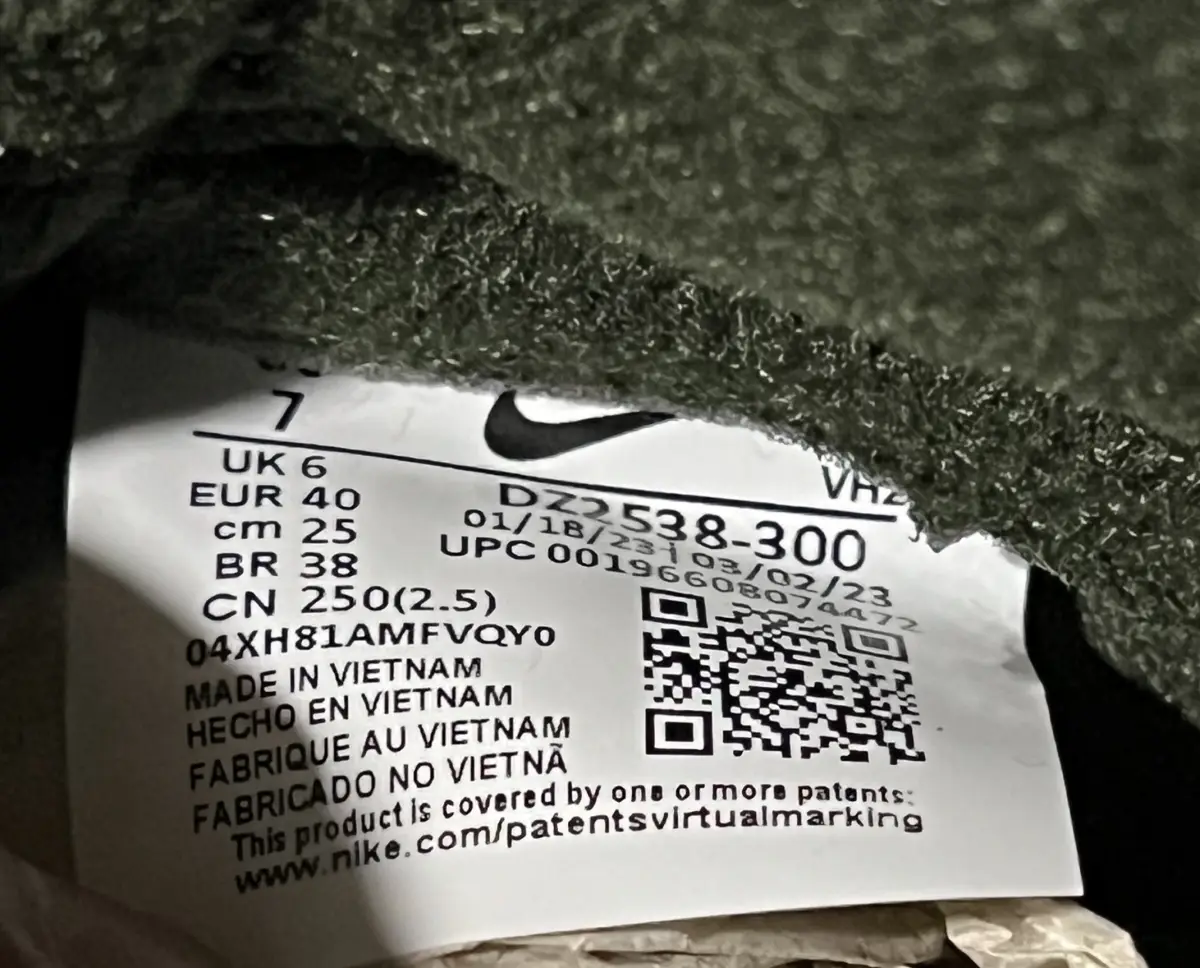 7
UK 6
EUR 40
cm 25
BR 38
CN 250(2.5)
DZ2538-300
01/18/23 03/02/23
UPC 00196608074472
04XH81AMFVQY0
MADE IN VIETNAM
HECHO EN VIETNAM
FABRIQUE AU VIETNAM
FABRICADO NO VIETNÃ
This product is covered by one or more patents:
www.nike.com/patentsvirtualmarking